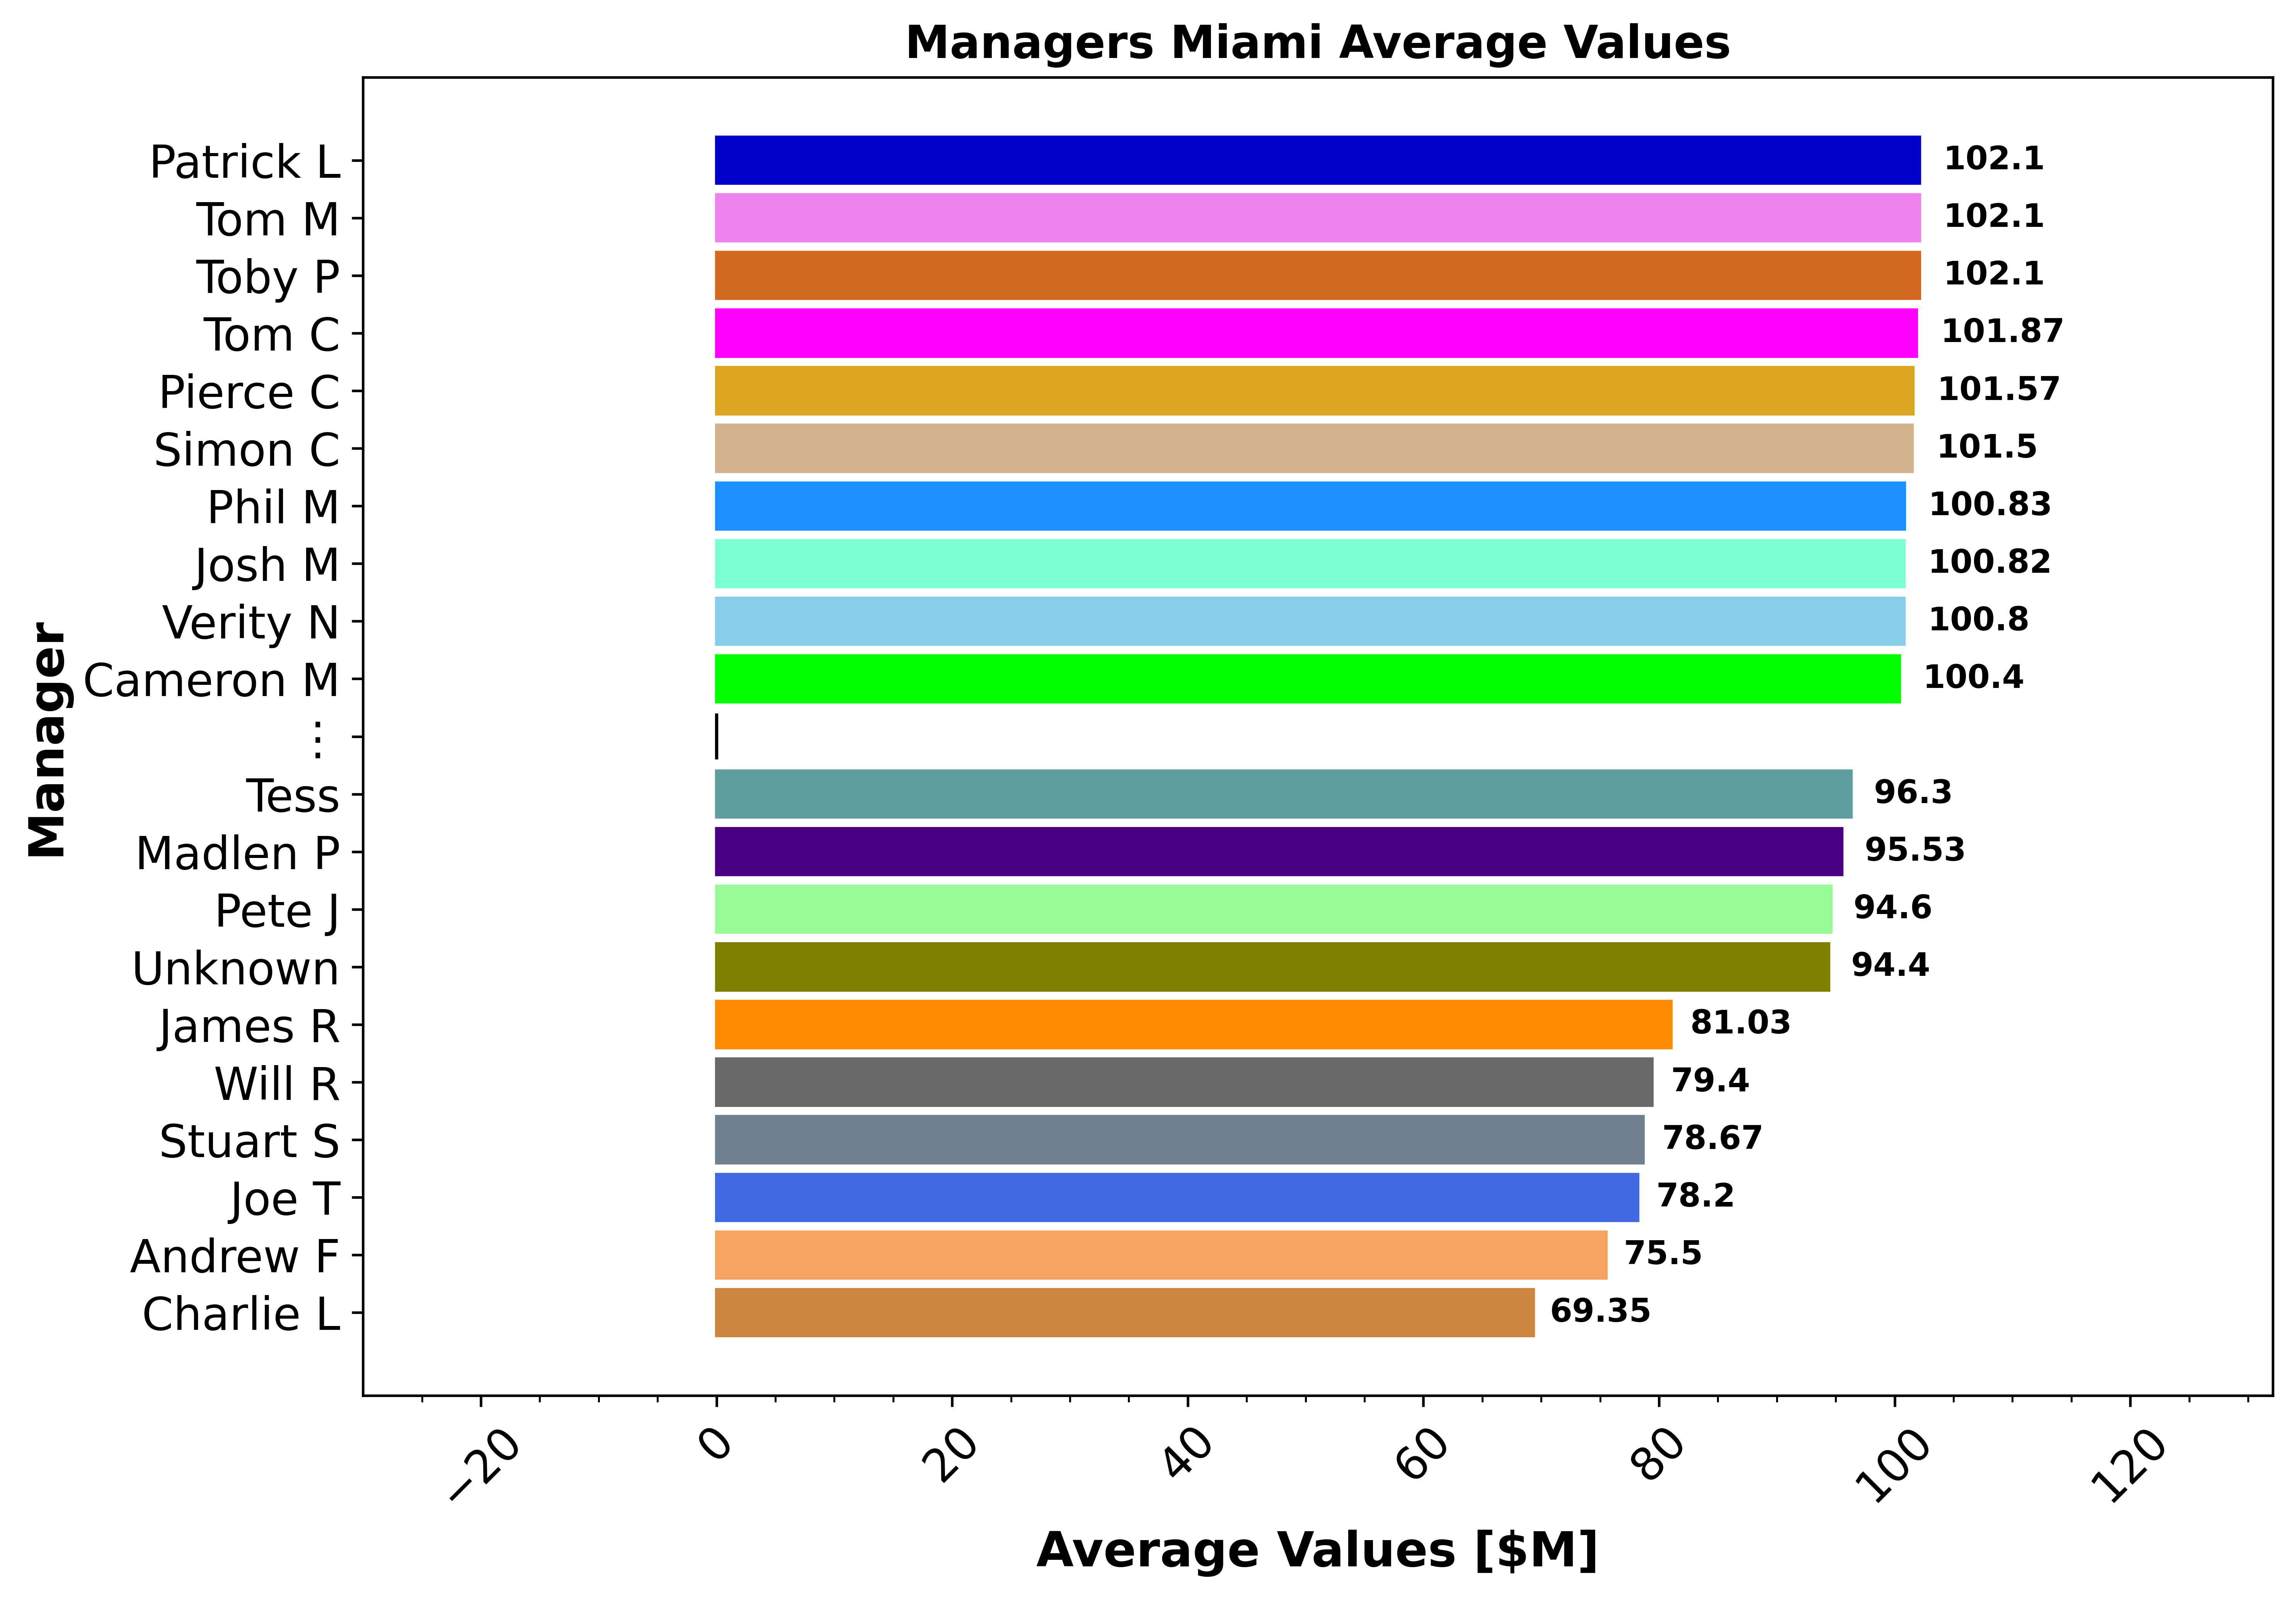 Managers Miami Average Values
Manager
Patrick L 102.1
Tom M 102.1
Toby P 102.1
Tom C 101.87
Pierce C 101.57
Simon C 101.5
Phil M 100.83
Josh M 100.82
Verity N 100.8
Cameron M 100.4
⋮
Tess 96.3
Madlen P 95.53
Pete J 94.6
Unknown 94.4
James R 81.03
Will R 79.4
Stuart S 78.67
Joe T 78.2
Andrew F 75.5
Charlie L 69.35
−20 0 20 40 60 80 100 120
Average Values [$M]